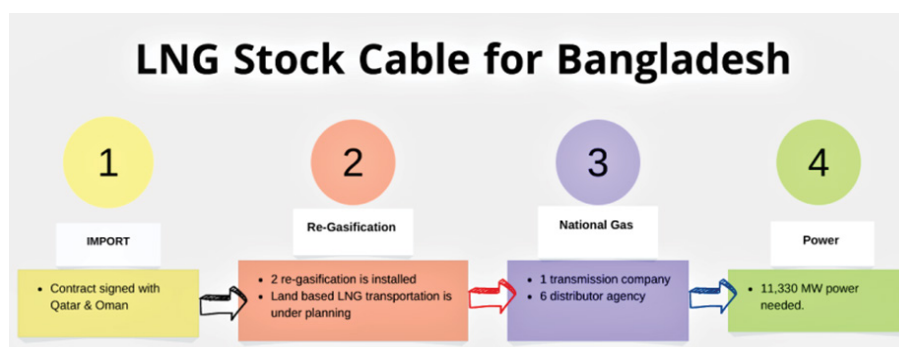 LNG Stock Cable for Bangladesh
1
2
3
4
IMPORT
Re-Gasification
National Gas
Power
• Contract signed with
Qatar & Oman
• 2 re-gasification is installed
• Land based LNG transportation is
under planning
• 1 transmission company
• 6 distributor agency
• 11,330 MW power
needed.